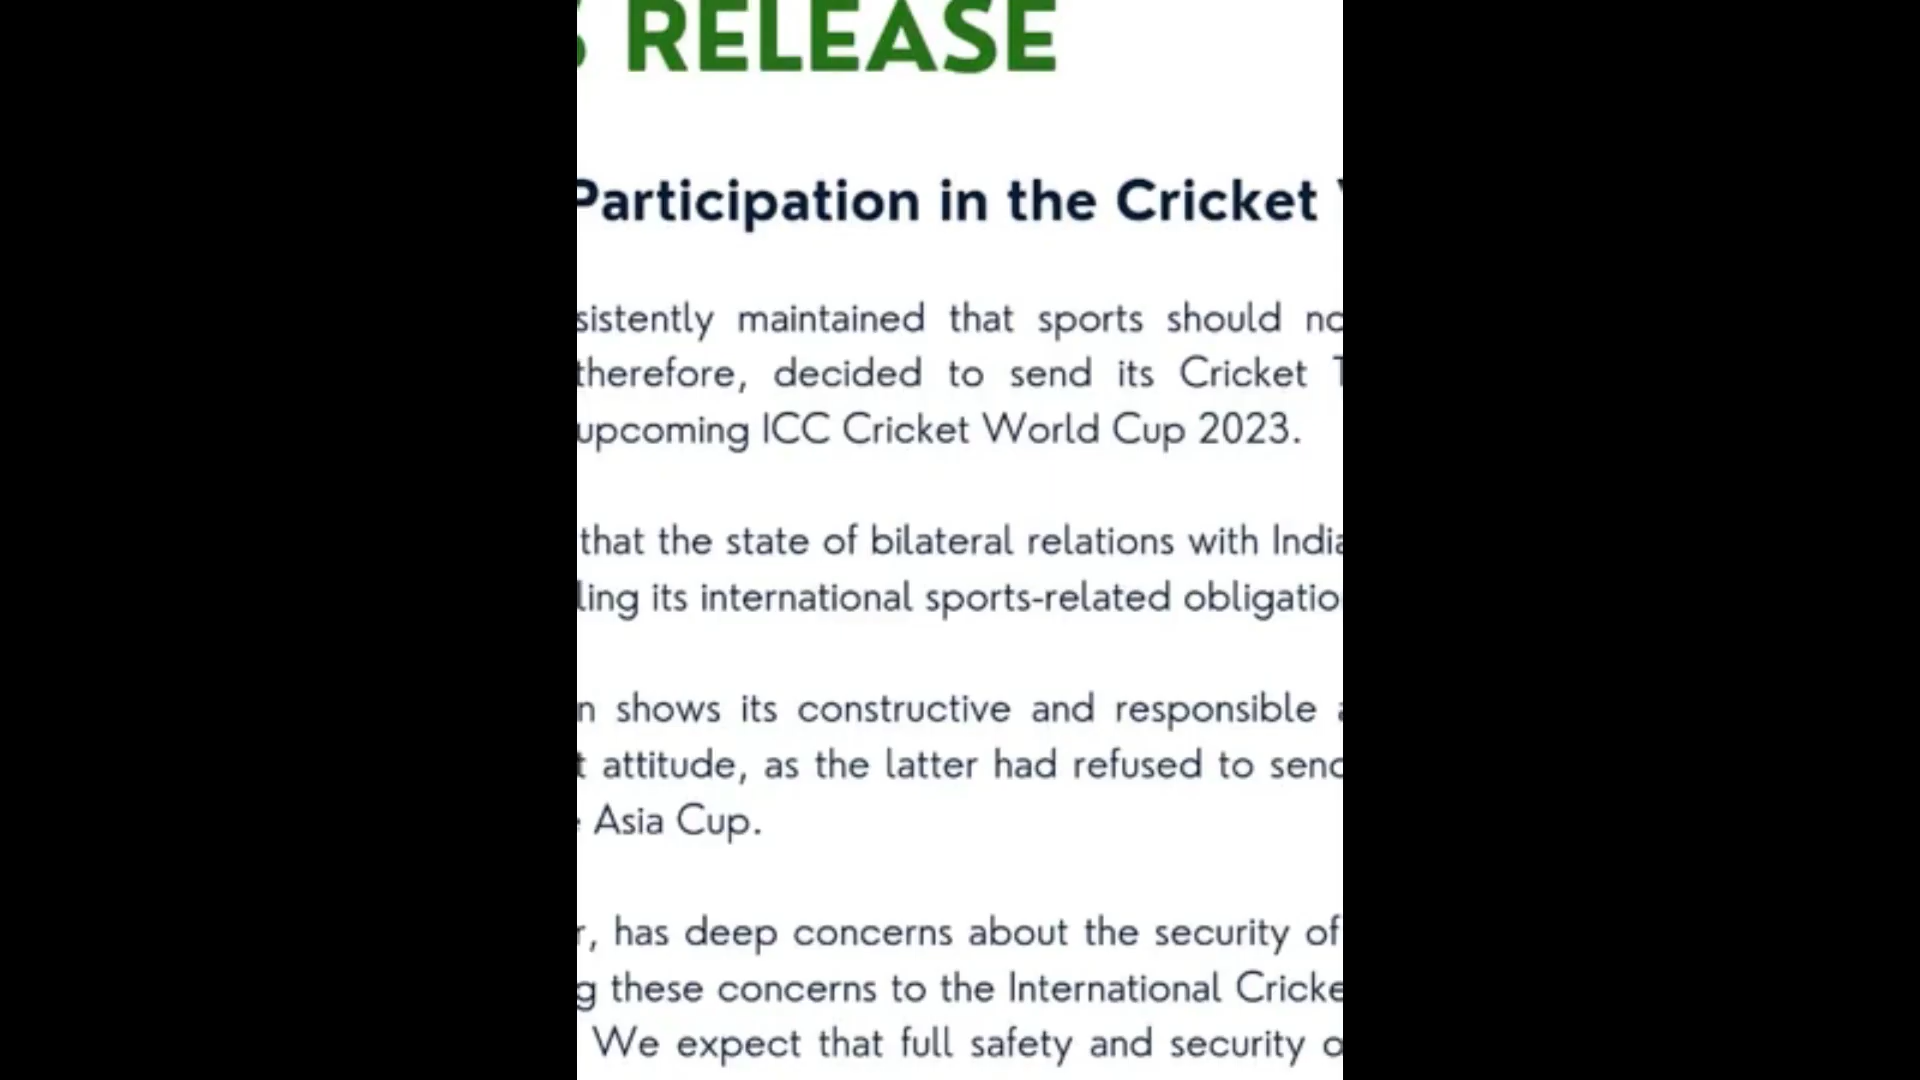 RELEASE
Participation in the Cricket
sistently maintained that sports should no
therefore, decided to send its Cricket
upcoming ICC Cricket World Cup 2023.
that the state of bilateral relations with India
ling its international sports-related obligatio
n shows its constructive and responsible
t attitude, as the latter had refused to send
Asia Cup.
r, has deep concerns about the security of
g these concerns to the International Cricke
We expect that full safety and security o